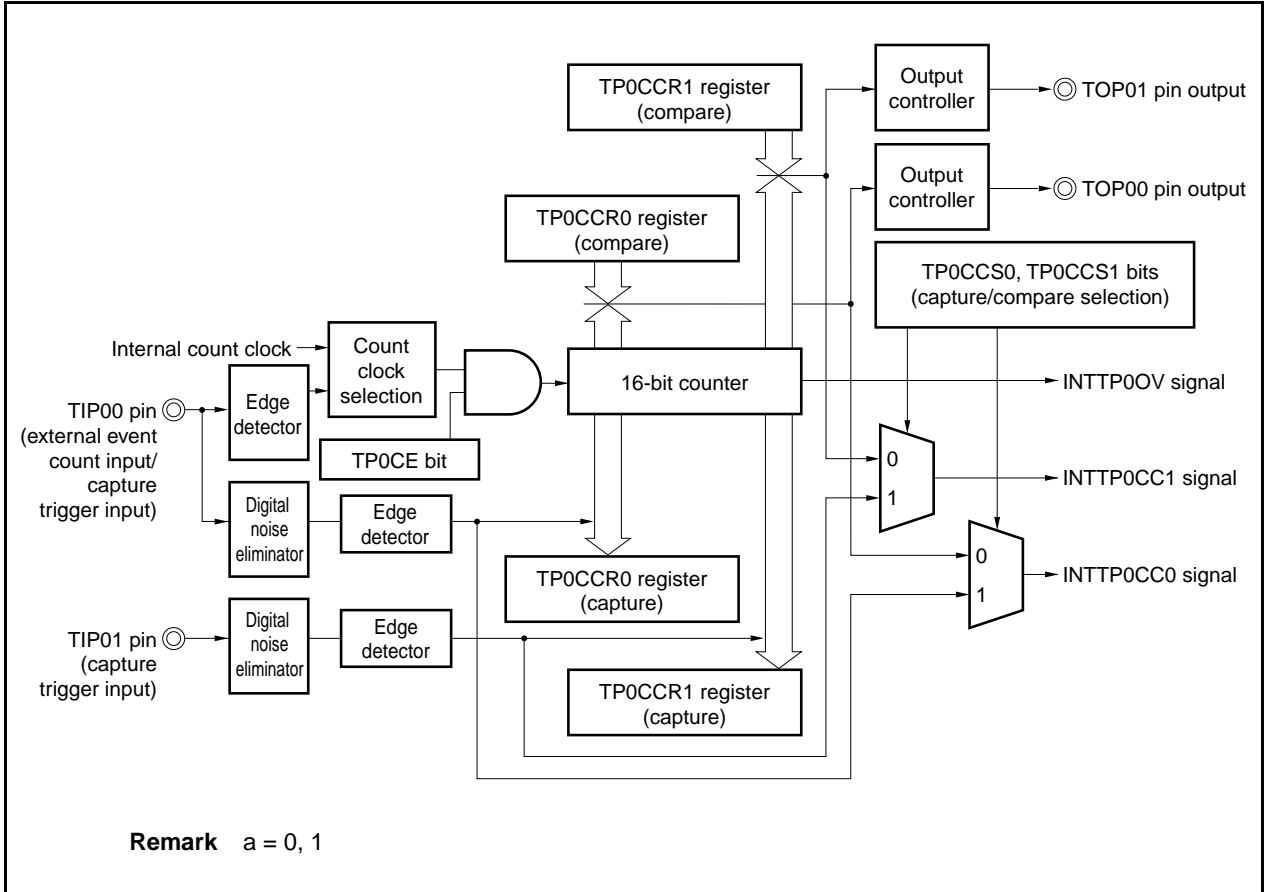 TP0CCR1 register
(compare)
Output
controller
TOP01 pin output
Output
controller
TOP00 pin output
TP0CCR0 register
(compare)
TP0CCS0, TP0CCS1 bits
(capture/compare selection)
Internal count clock
Count
clock
selection
16-bit counter
INTTP0OV signal
TIP00 pin
(external event
count input/
capture
trigger input)
Edge
detector
TP0CE bit
0
1
INTTP0CC1 signal
Digital
noise
eliminator
Edge
detector
TP0CCR0 register
(capture)
0
1
INTTP0CC0 signal
TIP01 pin
(capture
trigger input)
Digital
noise
eliminator
Edge
detector
TP0CCR1 register
(capture)
Remark a = 0, 1